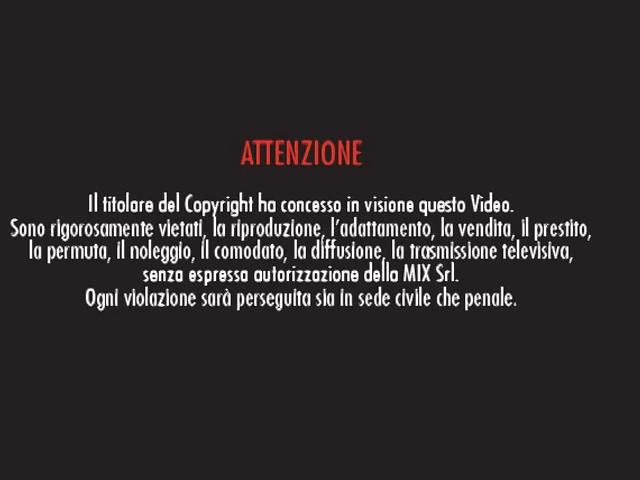 ATTENZIONE
Il titolare del Copyright ha concesso in visione questo Video.
Sono rigorosamente vietati, la riproduzione, l'adattamento, la vendita, il prestito,
la permuta, il noleggio, il comodato, la diffusione, la trasmissione televisiva,
senza espressa autorizzazione della MIX Srl.
Ogni violazione sarà perseguita sia in sede civile che penale.